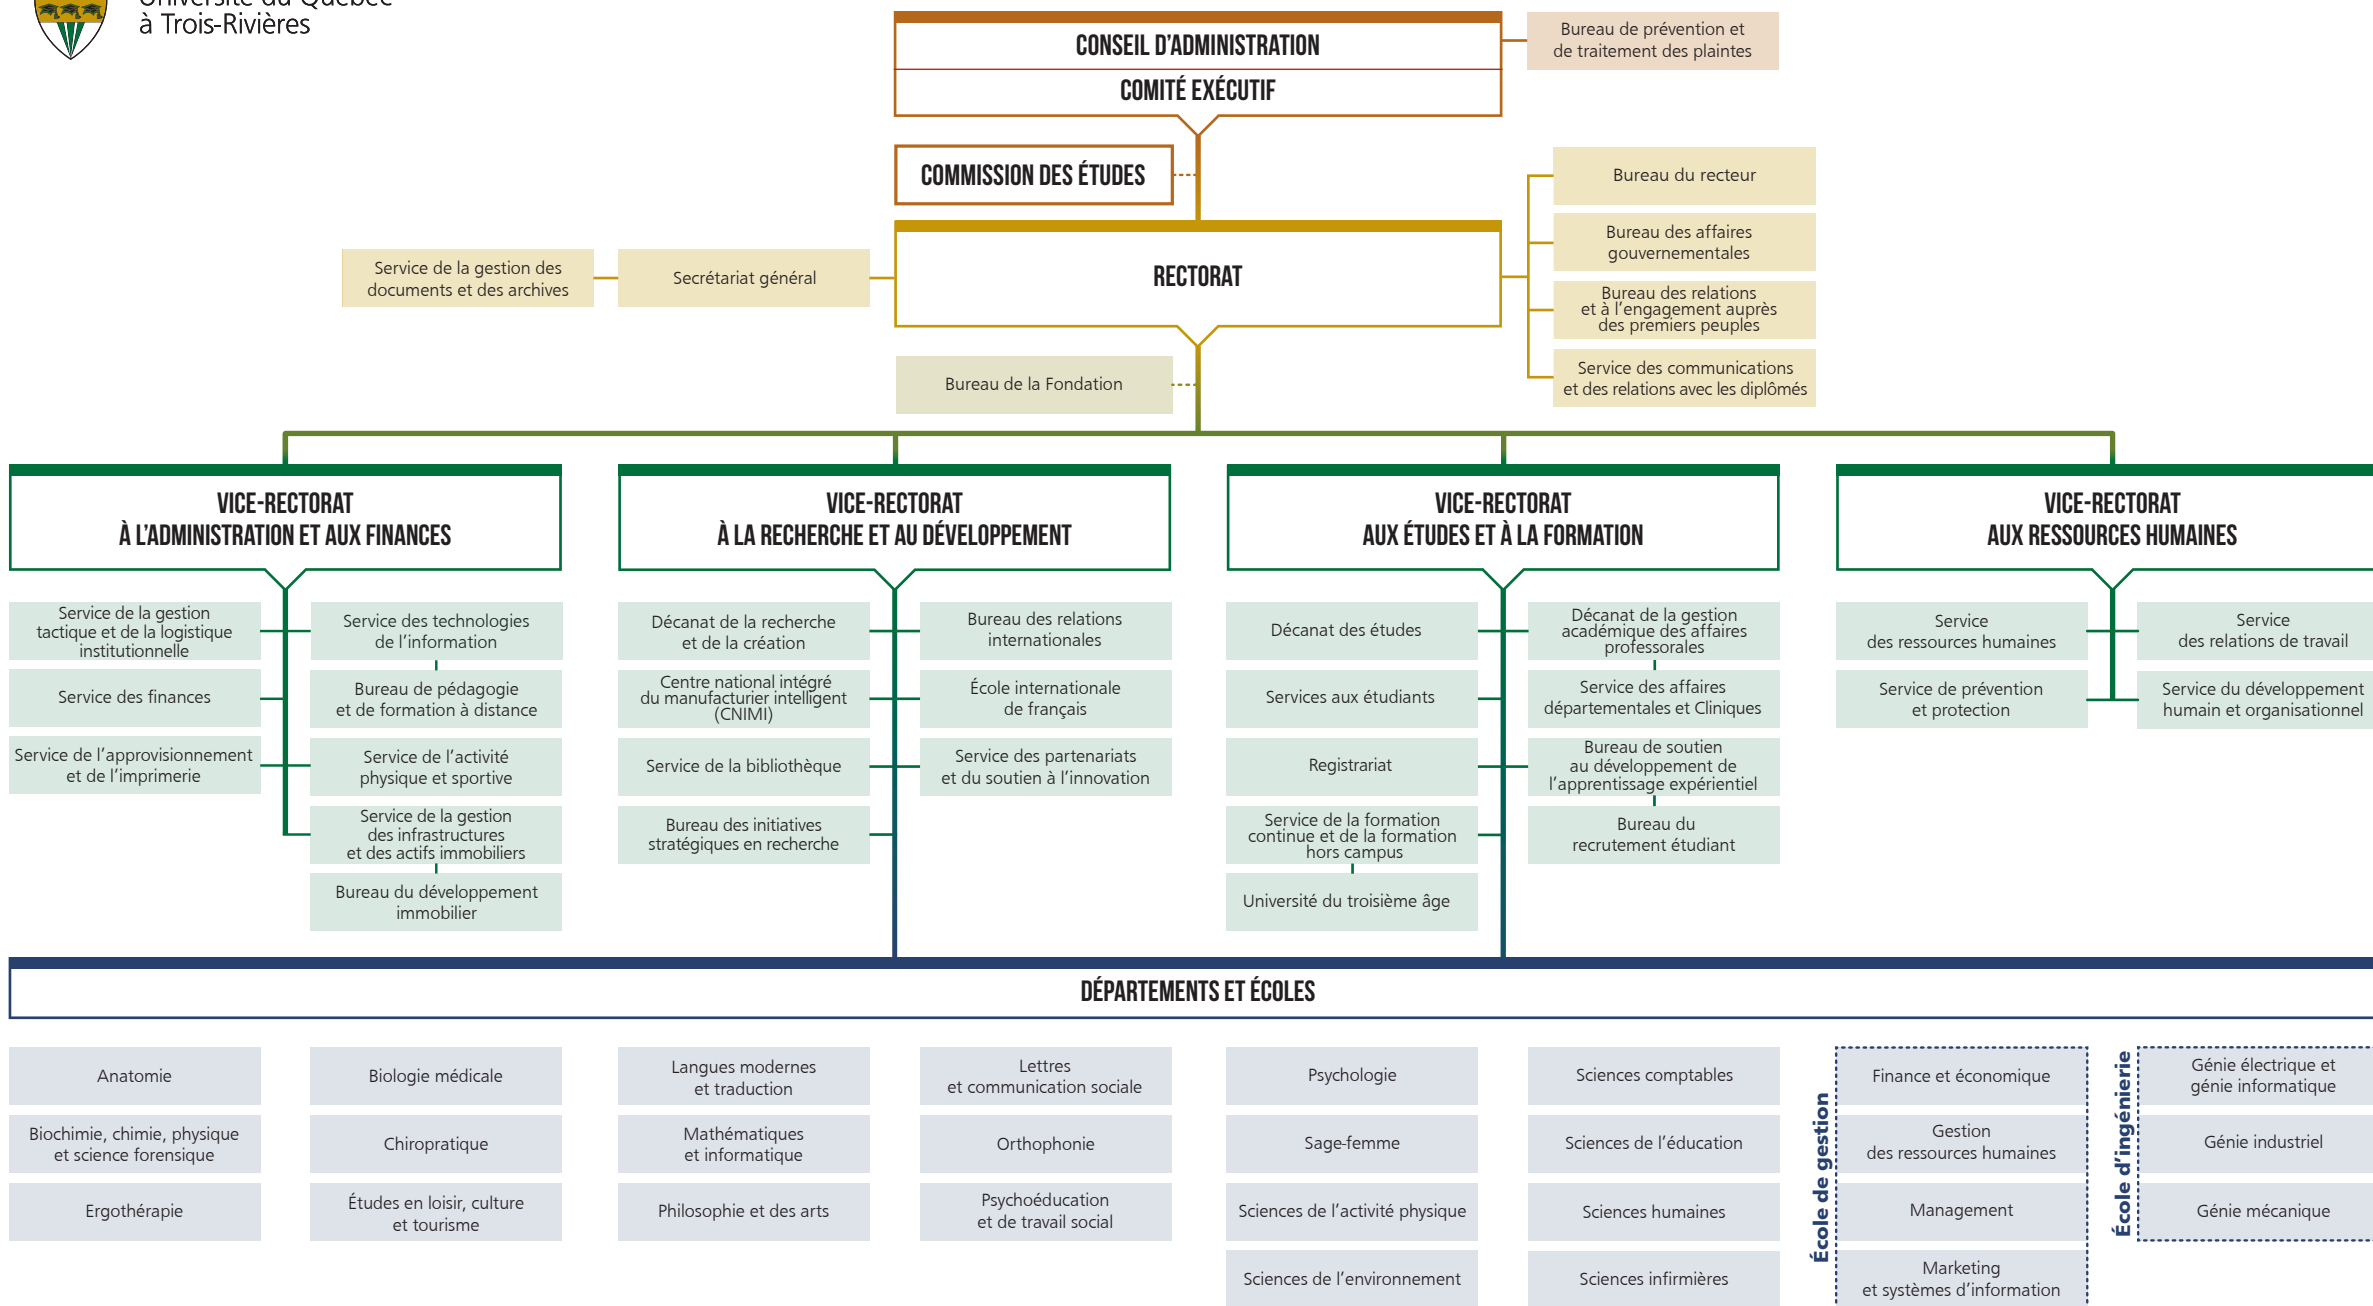 Université du Québec
à Trois-Rivières
CONSEIL D'ADMINISTRATION
COMITÉ EXÉCUTIF
Bureau de prévention et
de traitement des plaintes
COMMISSION DES ÉTUDES
Bureau du recteur
Bureau des affaires
gouvernementales
Service de la gestion des
documents et des archives
Secrétariat général
RECTORAT
Bureau des relations
et à l'engagement auprès
des premiers peuples
Service des communications
et des relations avec les diplômés
Bureau de la Fondation
VICE-RECTORAT
À L'ADMINISTRATION ET AUX FINANCES
VICE-RECTORAT
À LA RECHERCHE ET AU DÉVELOPPEMENT
VICE-RECTORAT
AUX ÉTUDES ET À LA FORMATION
VICE-RECTORAT
AUX RESSOURCES HUMAINES
Service de la gestion
tactique et de la logistique
institutionnelle
Service des technologies
de l'information
Service des finances
Bureau de pédagogie
et de formation à distance
Service de l'approvisionnement
et de l'imprimerie
Service de l'activité
physique et sportive
Service de la gestion
des infrastructures
et des actifs immobiliers
Bureau du développement
immobilier
Décanat de la recherche
et de la création
Bureau des relations
internationales
Centre national intégré
du manufacturier intelligent
(CNIMI)
École internationale
de français
Service de la bibliothèque
Service des partenariats
et du soutien à l'innovation
Bureau des initiatives
stratégiques en recherche
Décanat des études
Décanat de la gestion
académique des affaires
professorales
Services aux étudiants
Service des affaires
départementales et Cliniques
Registrariat
Bureau de soutien
au développement de
l'apprentissage expérientiel
Service de la formation
continue et de la formation
hors campus
Bureau du
recrutement étudiant
Université du troisième âge
Service
des ressources humaines
Service
des relations de travail
Service de prévention
et protection
Service du développement
humain et organisationnel
DÉPARTEMENTS ET ÉCOLES
Anatomie
Biochimie, chimie, physique
et science forensique
Ergothérapie
Biologie médicale
Chiropratique
Études en loisir, culture
et tourisme
Langues modernes
et traduction
Mathématiques
et informatique
Philosophie et des arts
Lettres
et communication sociale
Orthophonie
Psychoéducation
et de travail social
Psychologie
Sage-femme
Sciences de l'activité physique
Sciences de l'environnement
Sciences comptables
Sciences de l'éducation
Sciences humaines
Sciences infirmières
École de gestion
Finance et économique
Gestion
des ressources humaines
Management
Marketing
et systèmes d'information
École d'ingénierie
Génie électrique et
génie informatique
Génie industriel
Génie mécanique